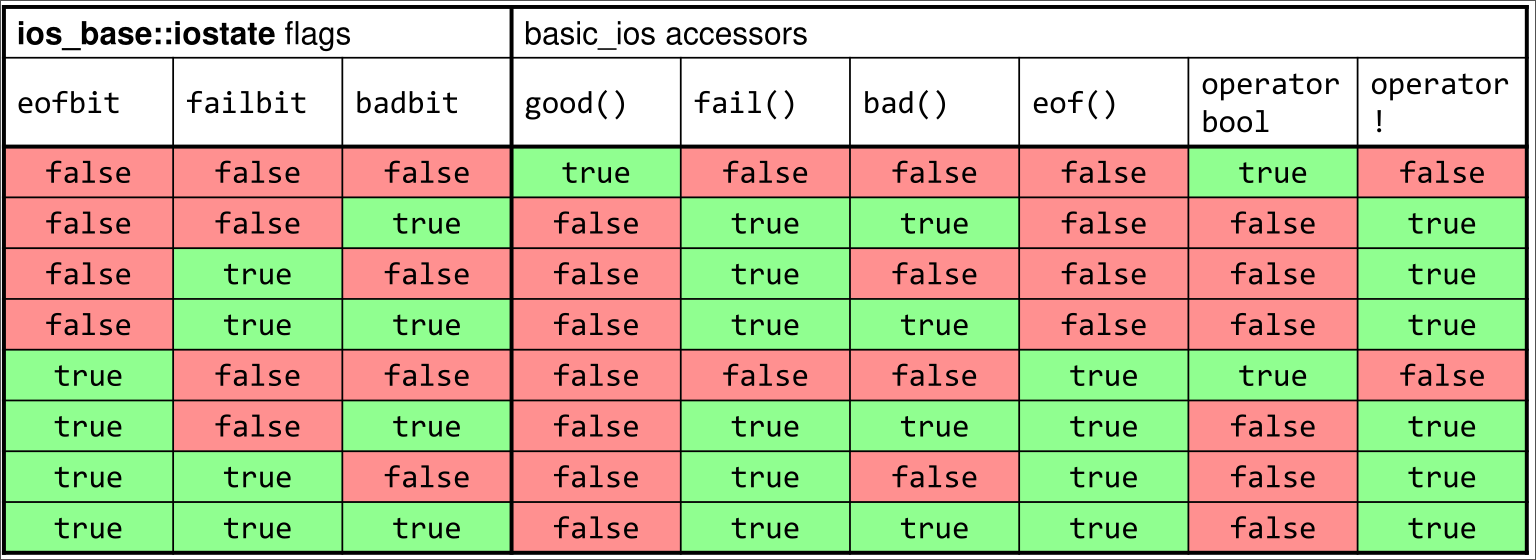 ios_base::iostate flags basic_ios accessors
eofbit failbit badbit good() fail() bad() eof() operator bool operator !
false false false true false false false true false
false false true false true true false false true
false true false false true false false false true
false true true false true true false false true
true false false false false false true true false
true false true false true true true false true
true true false false true false true false true
true true true false true true true false true